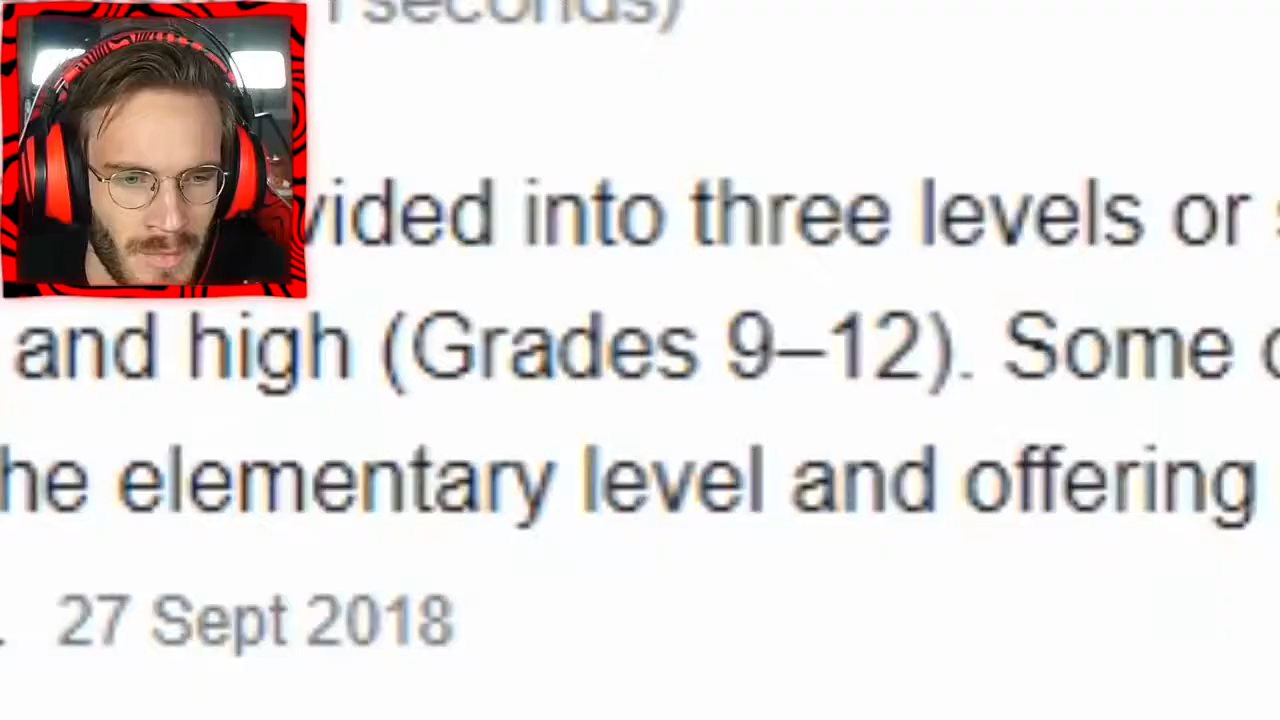 seconds)
vided into three levels or
and high (Grades 9–12). Some
he elementary level and offering
. 27 Sept 2018